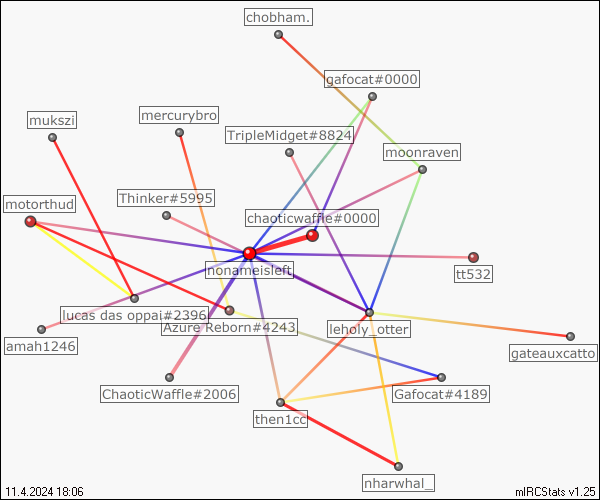 chobham.
gafocat#0000
mukszi
mercurybro
TripleMidget#8824
moonraven
Thinker#5995
motorthud
chaoticwaffle#0000
nonameisleft
tt532
lucas das oppai#2396
Azure Reborn#4243
leholy_otter
amah1246
gateauxcatto
ChaoticWaffle#2006
Gafocat#4189
then1cc
nharwhal_
11.4.2024 18:06
mIRCStats v1.25